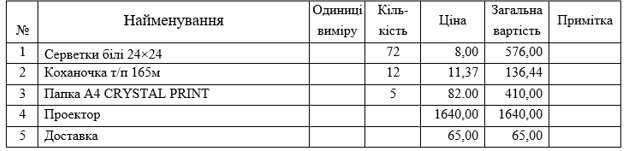 № Найменування Одиниці виміру Кіль-кість Ціна Загальна вартість Примітка
1 Серветки білі 24×24 72 8,00 576,00
2 Коханочка т/п 165м 12 11,37 136,44
3 Папка А4 CRYSTAL PRINT 5 82.00 410,00
4 Проектор 1640,00 1640,00
5 Доставка 65,00 65,00